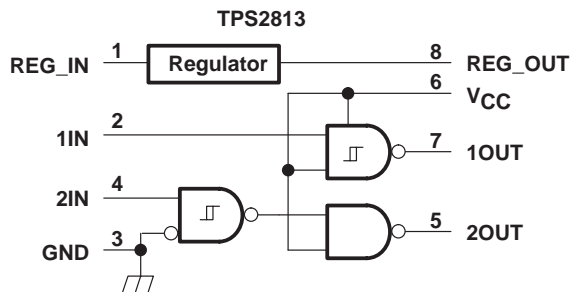 TPS2813
REG_IN 1 Regulator 8 REG_OUT
6 VCC
1IN 2 7 1OUT
2IN 4 5 2OUT
GND 3